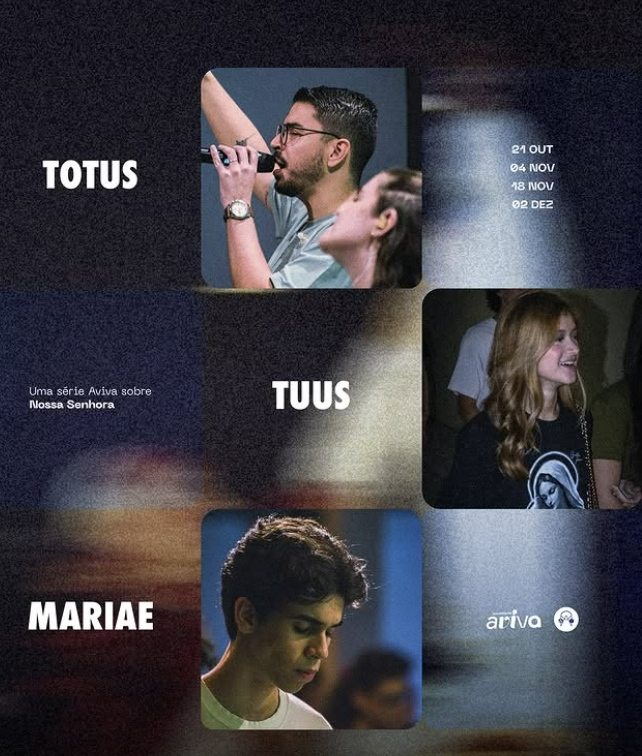 TOTUS
21 OUT
04 NOV
18 NOV
02 DEZ
Uma série Aviva sobre
Nossa Senhora
TUUS
MARIAE
aviva